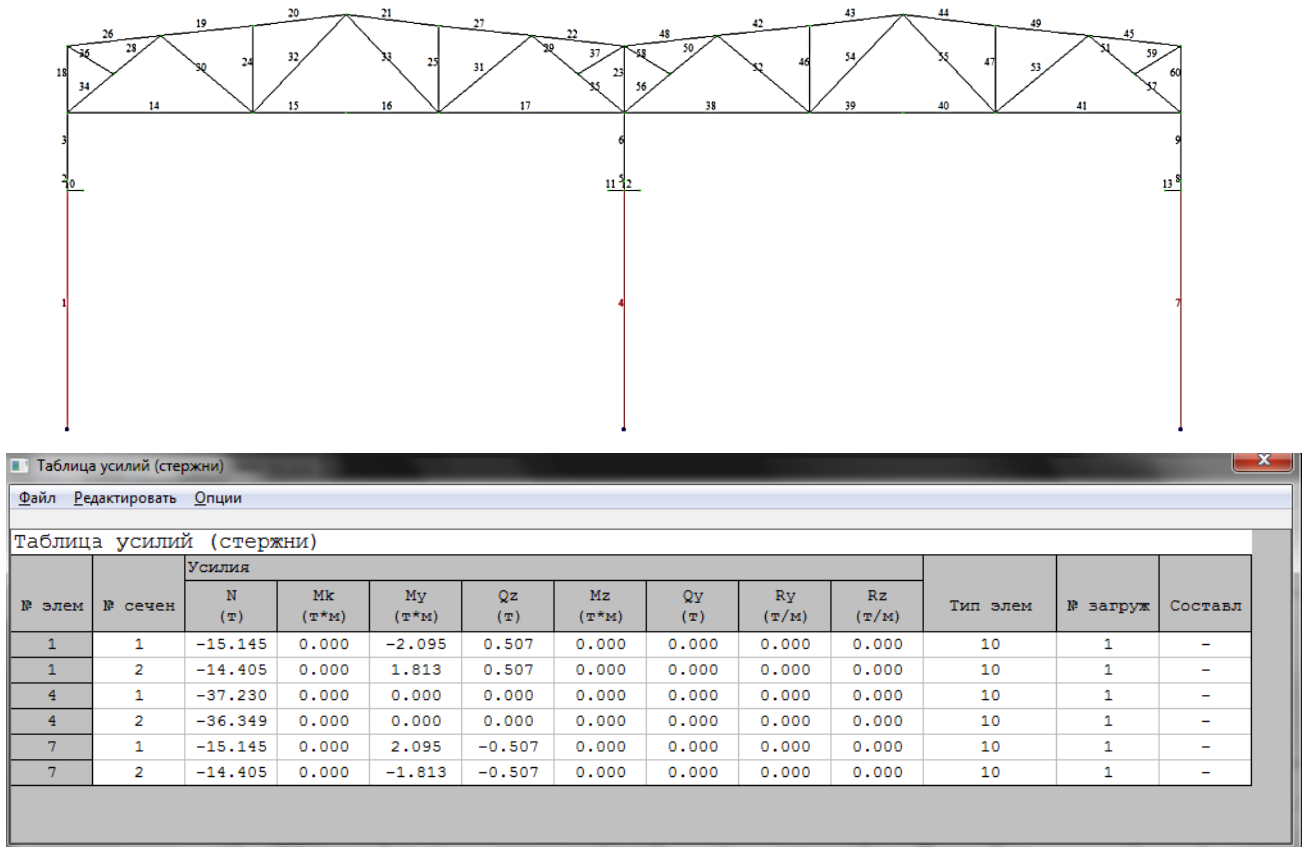 20 21 43 44
19 27 42 49
26 22 48 45
36 28 29 37 58 50 51 59
18 30 24 32 33 25 31 23 52 46 54 55 47 53 60
34 35 56 57
14 15 16 17 38 39 40 41
3 6 9
2 10 11 5 12 13 8
1 4 7
Таблица усилий (стержни)
Файл Редактировать Опции
Таблица усилий (стержни)
№ элем № сечен Усилия Тип элем № загруж Составл
N Mk My Qz Mz Qy Ry Rz
(т) (т*м) (т*м) (т) (т*м) (т) (т/м) (т/м)
1 1 -15.145 0.000 -2.095 0.507 0.000 0.000 0.000 0.000 10 1 -
1 2 -14.405 0.000 1.813 0.507 0.000 0.000 0.000 0.000 10 1 -
4 1 -37.230 0.000 0.000 0.000 0.000 0.000 0.000 0.000 10 1 -
4 2 -36.349 0.000 0.000 0.000 0.000 0.000 0.000 0.000 10 1 -
7 1 -15.145 0.000 2.095 -0.507 0.000 0.000 0.000 0.000 10 1 -
7 2 -14.405 0.000 -1.813 -0.507 0.000 0.000 0.000 0.000 10 1 -